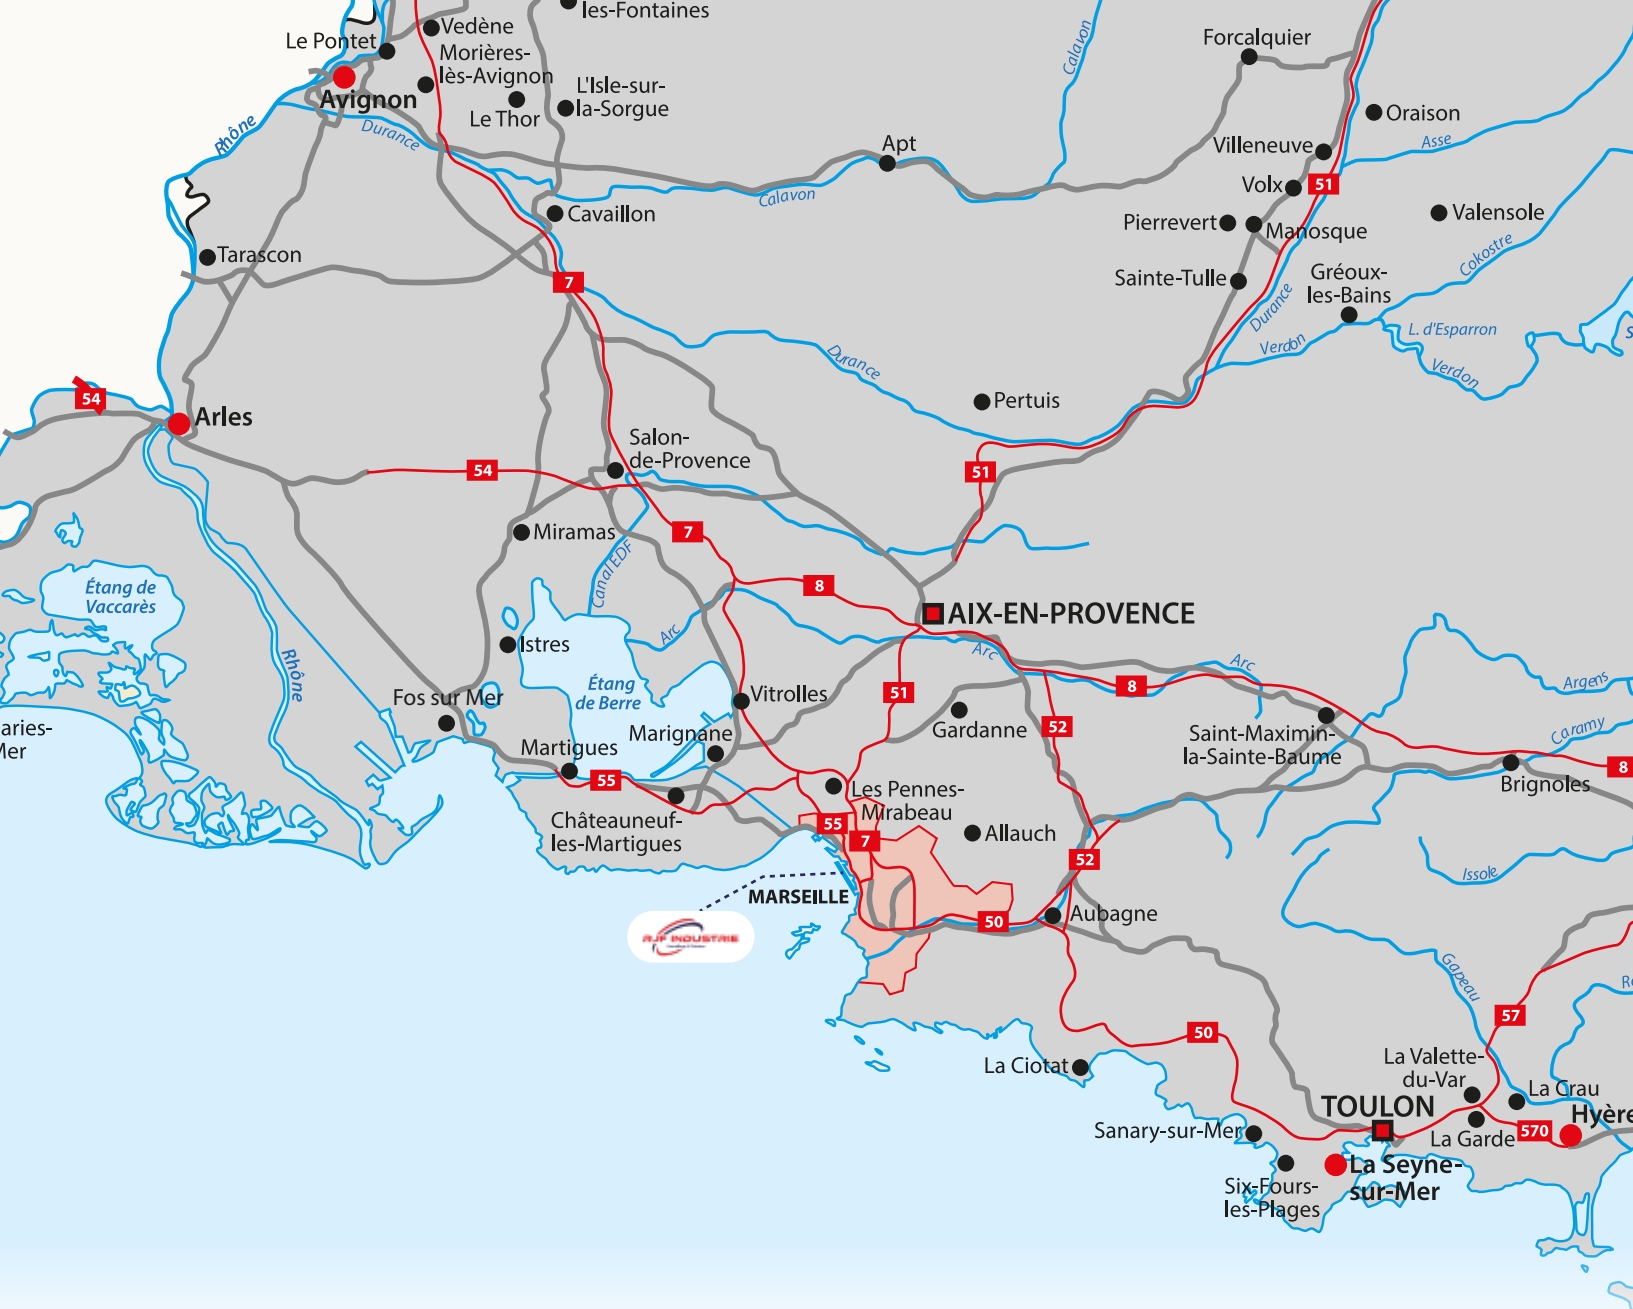 les-Fontaines
Le Pontet
Vedène
Morières-
lès-Avignon
Avignon
Le Thor
L'Isle-sur-
la-Sorgue
Forcalquier
Calavon
Oraison
Villeneuve
Asse
Rhône
Durance
Apt
Volx
51
Calavon
Cavaillon
Pierrevert
Manosque
Valensole
Tarascon
Sainte-Tulle
Gréoux-
les-Bains
Cokostre
7
Durance
Verdon
L. d'Esparron
S
Verdon
Durance
54
Arles
Pertuis
Salon-
de-Provence
54
51
Miramas
7
Canal EDF
8
Étang de
Vaccarès
AIX-EN-PROVENCE
Istres
Arc
Arc
Arc
Rhône
Étang
de Berre
Fos sur Mer
Vitrolles
51
8
Argens
Gardanne
52
Saint-Maximin-
la-Sainte-Baume
Caramy
aries-
Mer
Martigues
Marignane
55
8
Brignoles
Les Pennes-
Mirabeau
Châteauneuf-
les-Martigues
55
7
Allauch
52
Issole
MARSEILLE
50
Aubagne
RJF INDUSTRIE
Gapeau
Re
57
50
La Ciotat
La Valette-
du-Var
La Crau
TOULON
Hyère
Sanary-sur-Mer
La Garde
570
La Seyne-
sur-Mer
Six-Fours-
les-Plages